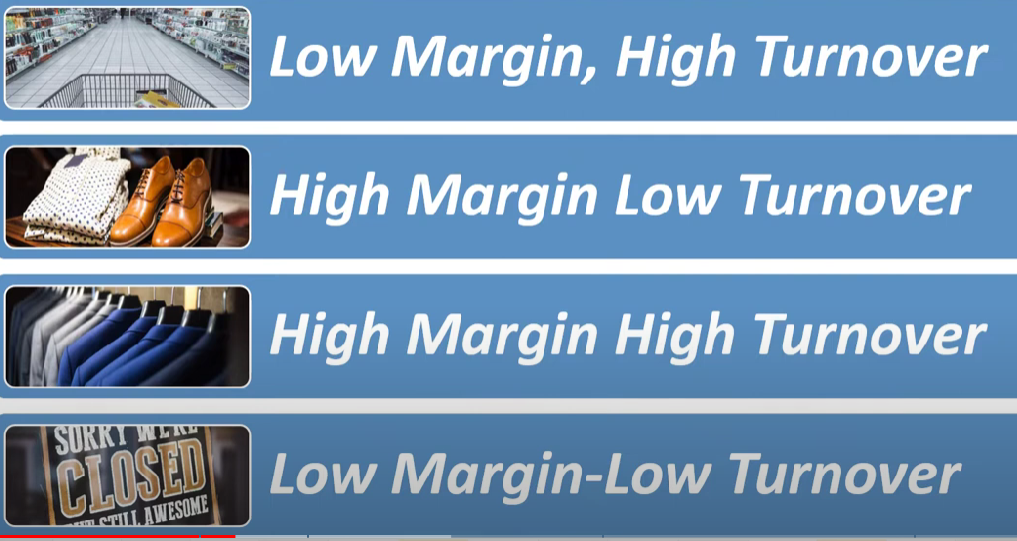 Low Margin, High Turnover
High Margin Low Turnover
High Margin High Turnover
Low Margin-Low Turnover
SORRY WE'RE
CLOSED
BUT STILL AWESOME